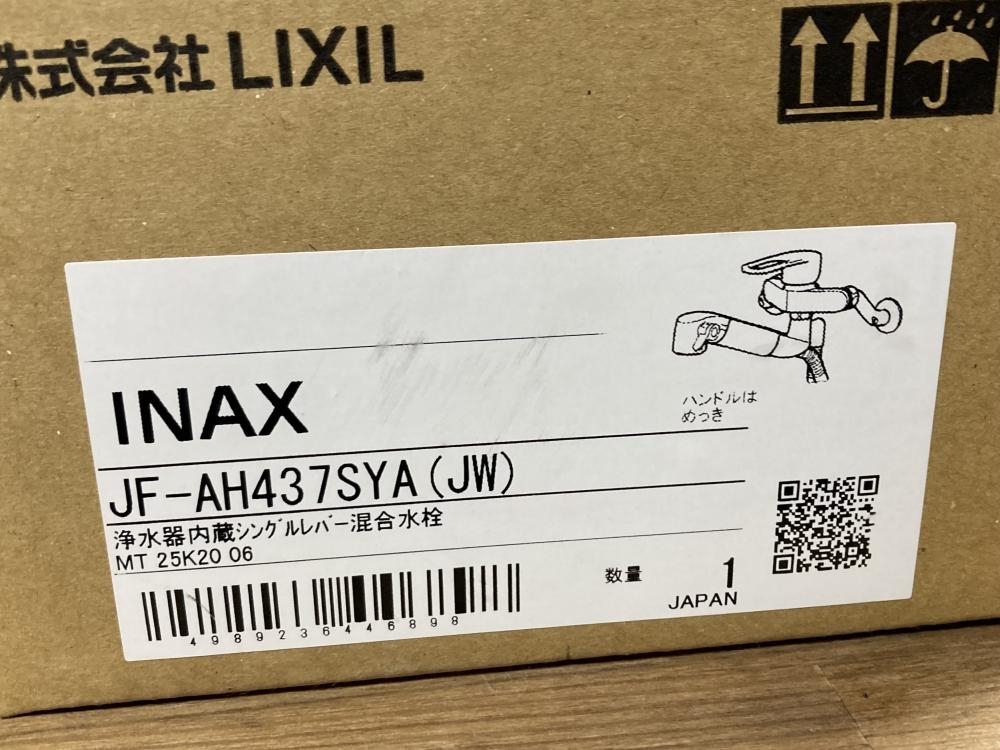 株式会社 LIXIL
ハンドルは
めっき
INAX
JF-AH437SYA(JW)
浄水器内蔵シングルレバー混合水栓
MT 25K20 06
数量 1
JAPAN
4989236446898